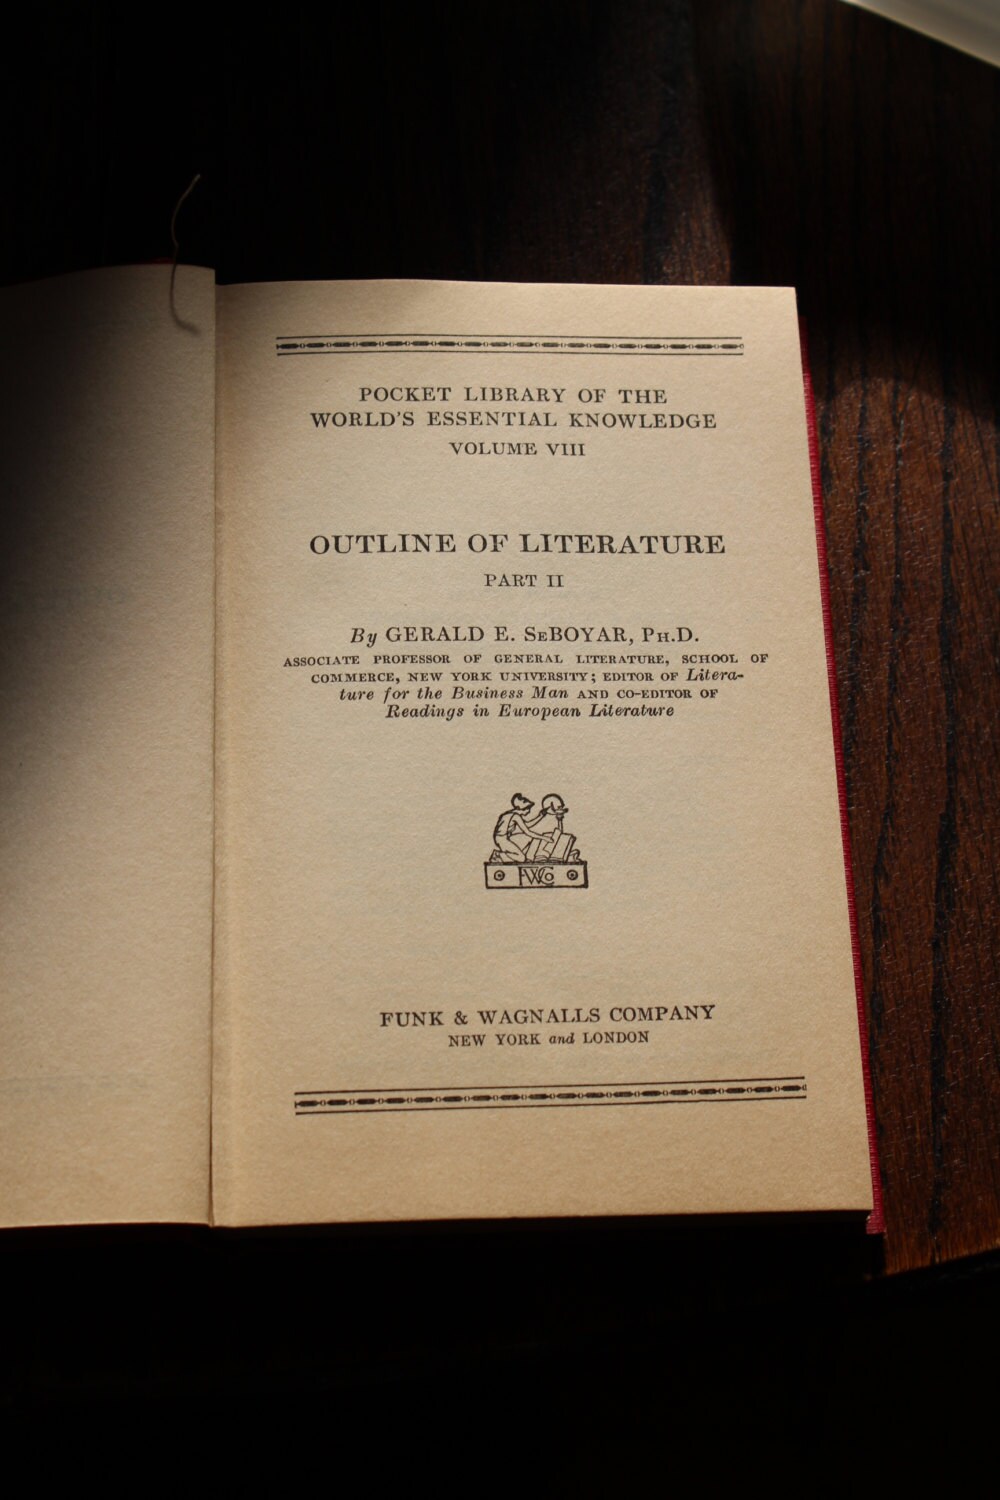 POCKET LIBRARY OF THE
WORLD'S ESSENTIAL KNOWLEDGE
VOLUME VIII
OUTLINE OF LITERATURE
PART II
By GERALD E. SeBOYAR, Ph.D.
ASSOCIATE PROFESSOR OF GENERAL LITERATURE, SCHOOL OF
COMMERCE, NEW YORK UNIVERSITY; EDITOR OF Litera-
ture for the Business Man AND CO-EDITOR OF
Readings in European Literature
FWCo
FUNK & WAGNALLS COMPANY
NEW YORK and LONDON